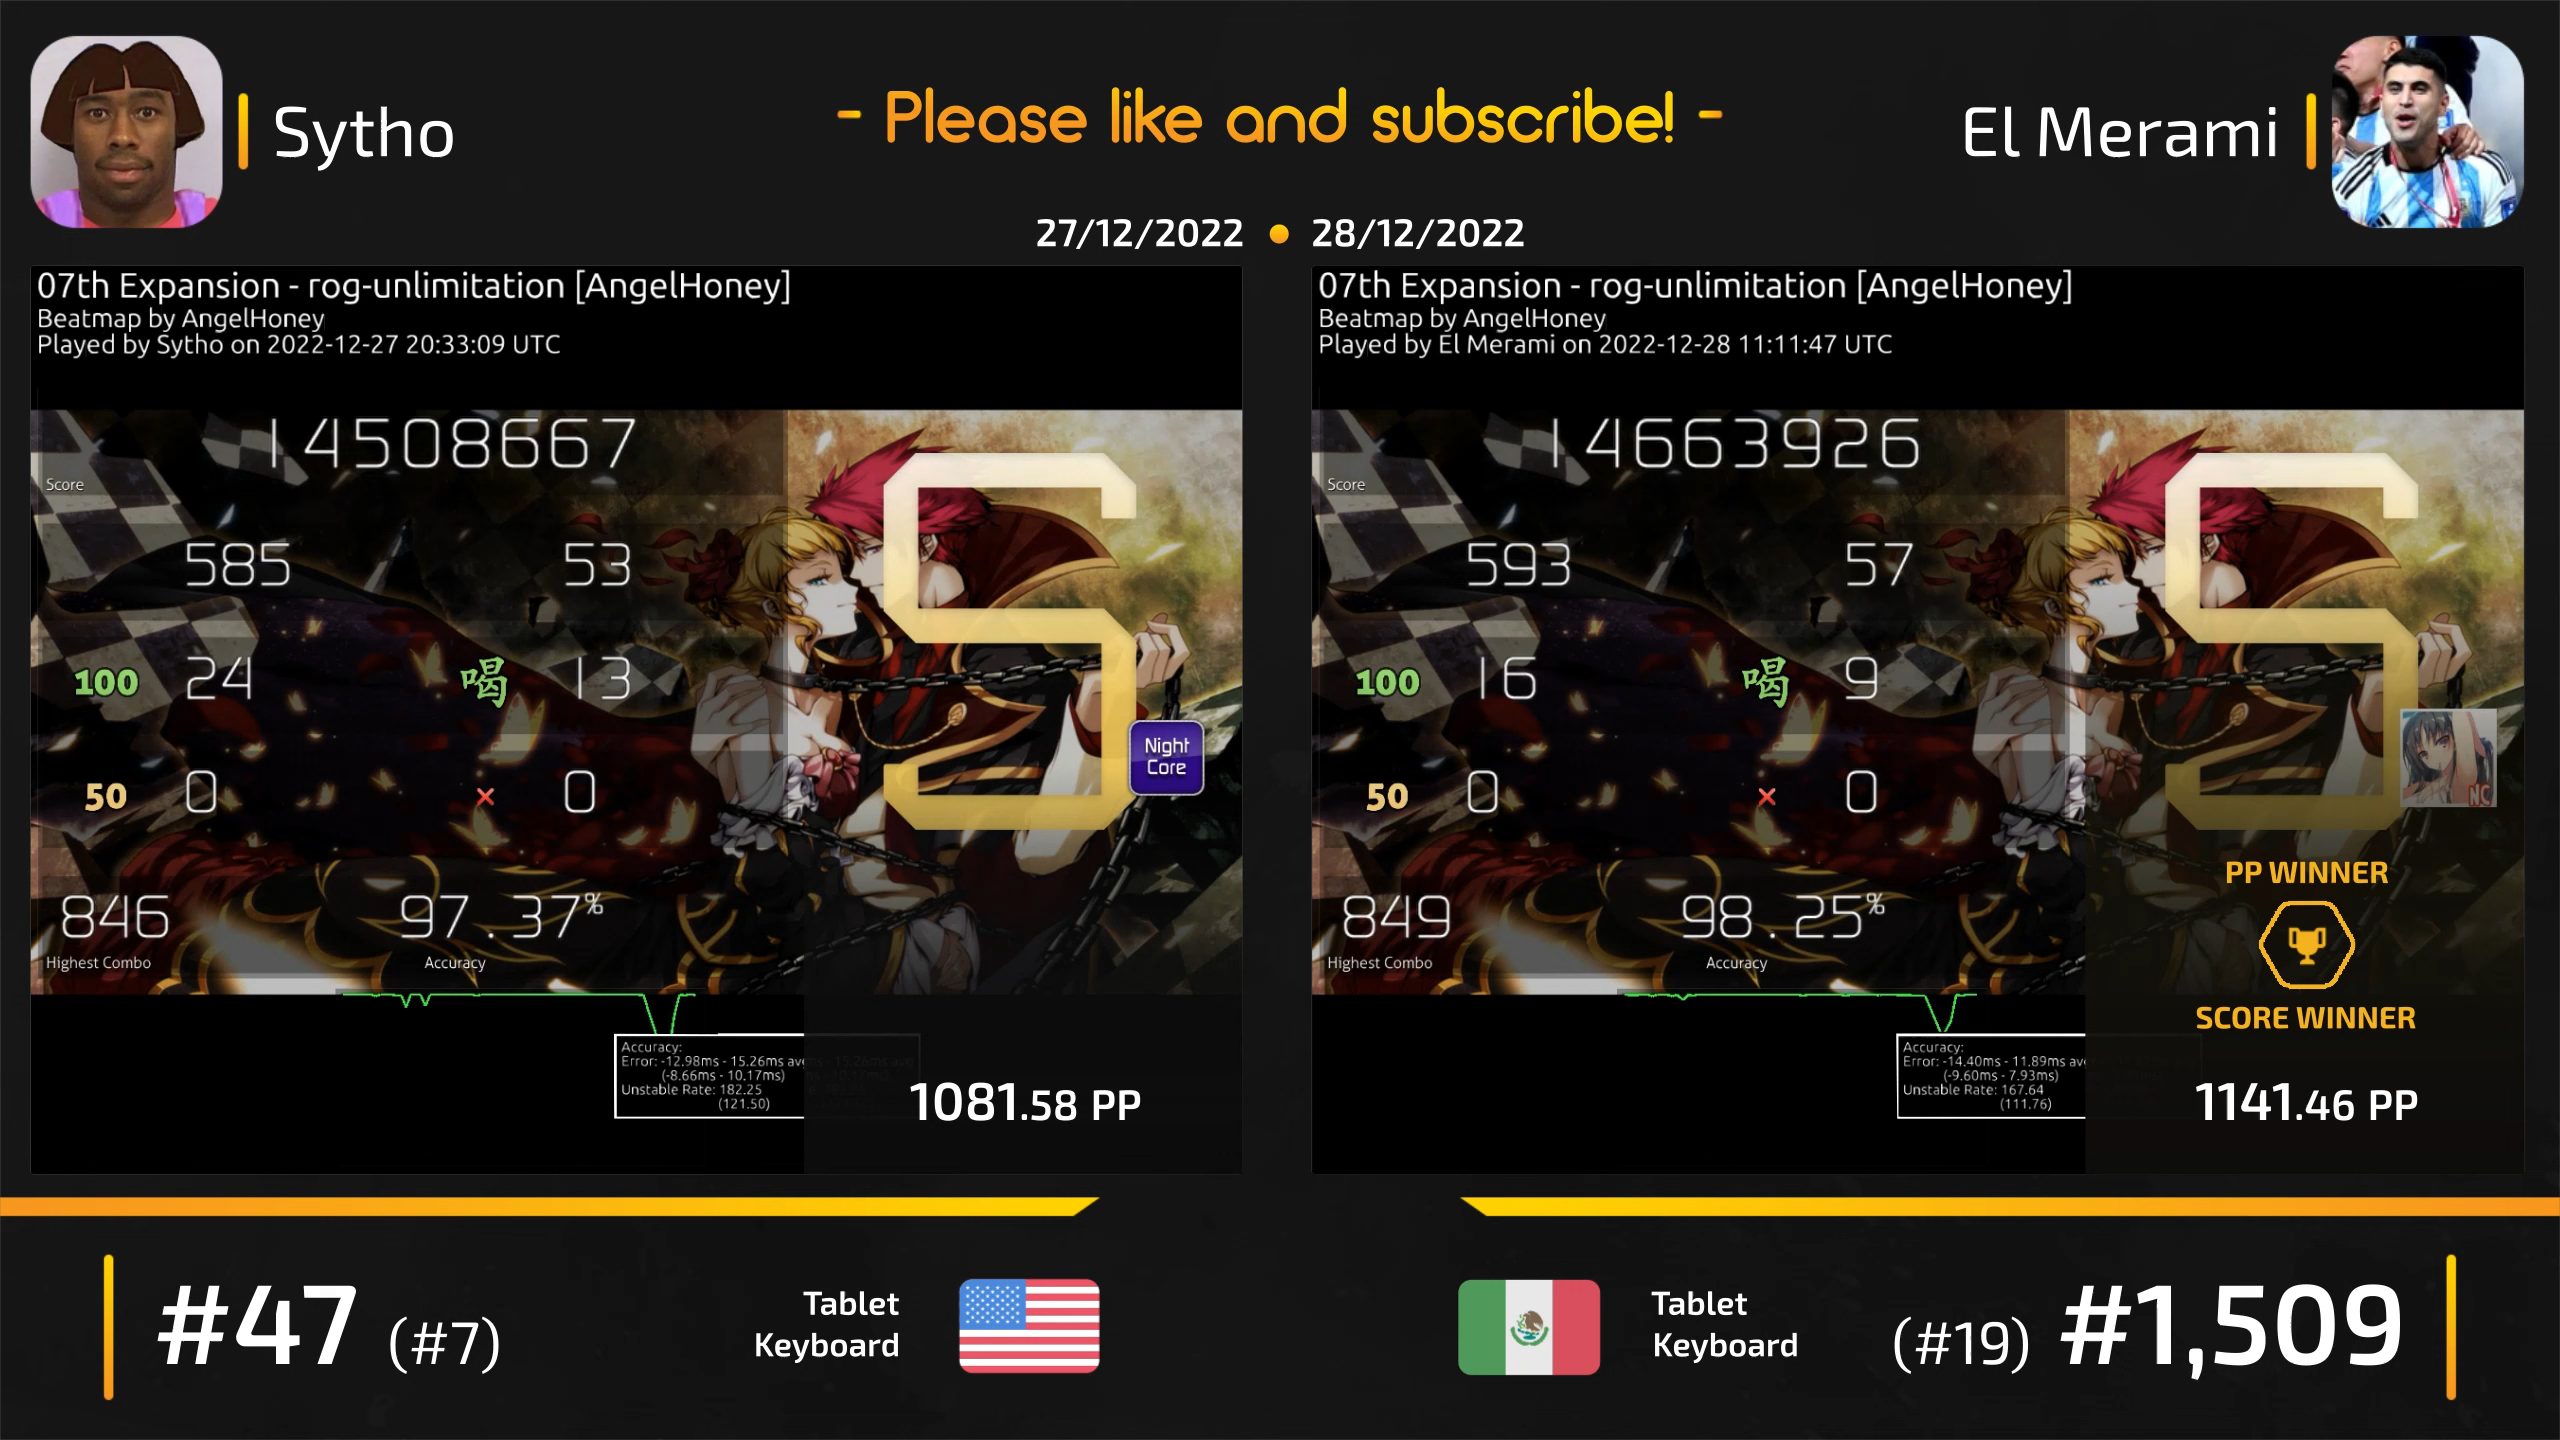 Sytho
- Please like and subscribe! -
El Merami
27/12/2022 • 28/12/2022
07th Expansion - rog-unlimitation [AngelHoney]
Beatmap by AngelHoney
Played by Sytho on 2022-12-27 20:33:09 UTC
14508667
Score
585 53
100 24 喝 13
50 0 × 0
846 97.37%
Highest Combo Accuracy
Night
Core
Accuracy:
Error: -12.98ms - 15.26ms avg
(-8.66ms - 10.17ms)
Unstable Rate: 182.25
(121.50)
1081.58 PP
07th Expansion - rog-unlimitation [AngelHoney]
Beatmap by AngelHoney
Played by El Merami on 2022-12-28 11:11:47 UTC
14663926
Score
593 57
100 16 喝 9
50 0 × 0
849 98.25%
Highest Combo Accuracy
NC
PP WINNER
SCORE WINNER
Accuracy:
Error: -14.40ms - 11.89ms
(-9.60ms - 7.93ms)
Unstable Rate: 167.64
(111.76)
1141.46 PP
#47 (#7)
Tablet
Keyboard
Tablet
Keyboard
(#19) #1,509